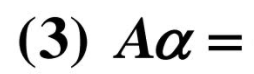 (3) Aα =